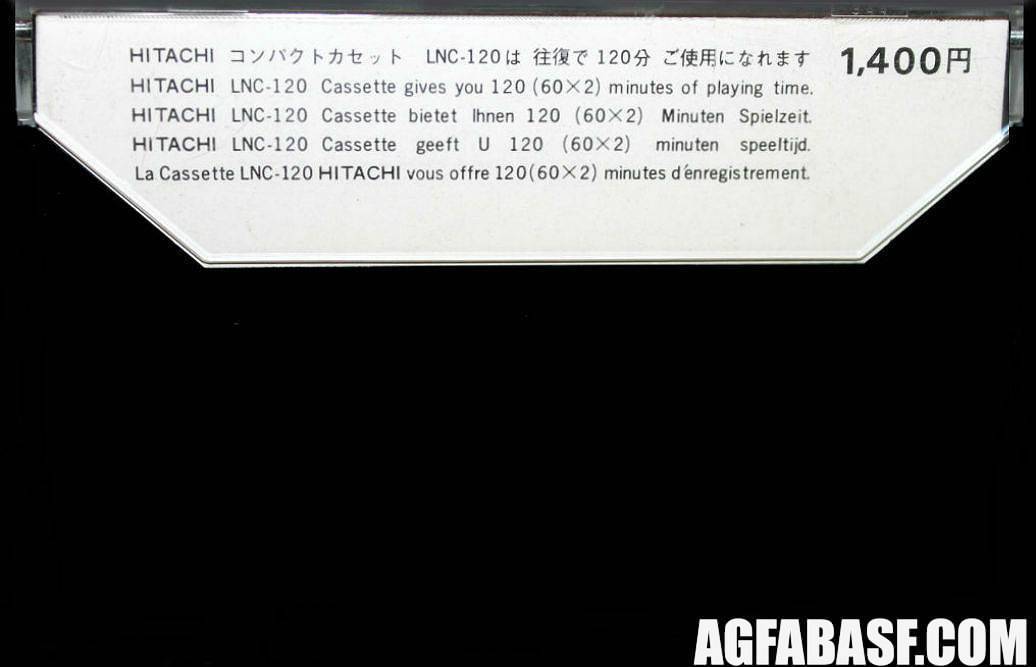 HITACHI コンパクトカセット LNC-120は 往復で 120分 ご使用になれます 1,400円
HITACHI LNC-120 Cassette gives you 120 (60×2) minutes of playing time.
HITACHI LNC-120 Cassette bietet Ihnen 120 (60×2) Minuten Spielzeit.
HITACHI LNC-120 Cassette geeft U 120 (60×2) minuten speeltijd.
La Cassette LNC-120 HITACHI vous offre 120(60×2) minutes d'enregistrement.
AGFABASF.COM